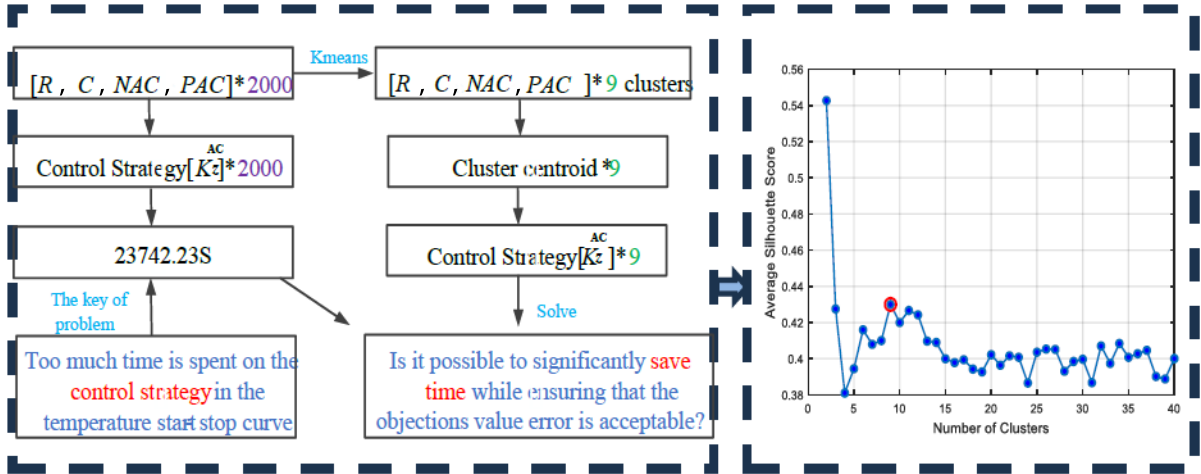 Kmeans
[R , C, NAC, PAC]*2000
[R , C, NAC, PAC ]*9 clusters
AC
Control Strategy[Kz]*2000
Cluster centroid *9
23742.23S
AC
Control Strategy[Kz ]*9
The key of
problem
Solve
Too much time is spent on the
control strategy in the
temperature start stop curve
Is it possible to significantly save
time while ensuring that the
objections value error is acceptable?
0.56
0.54
0.52
0.5
0.48
0.46
0.44
0.42
0.4
0.38
Average Silhouette Score
0 5 10 15 20 25 30 35 40
Number of Clusters